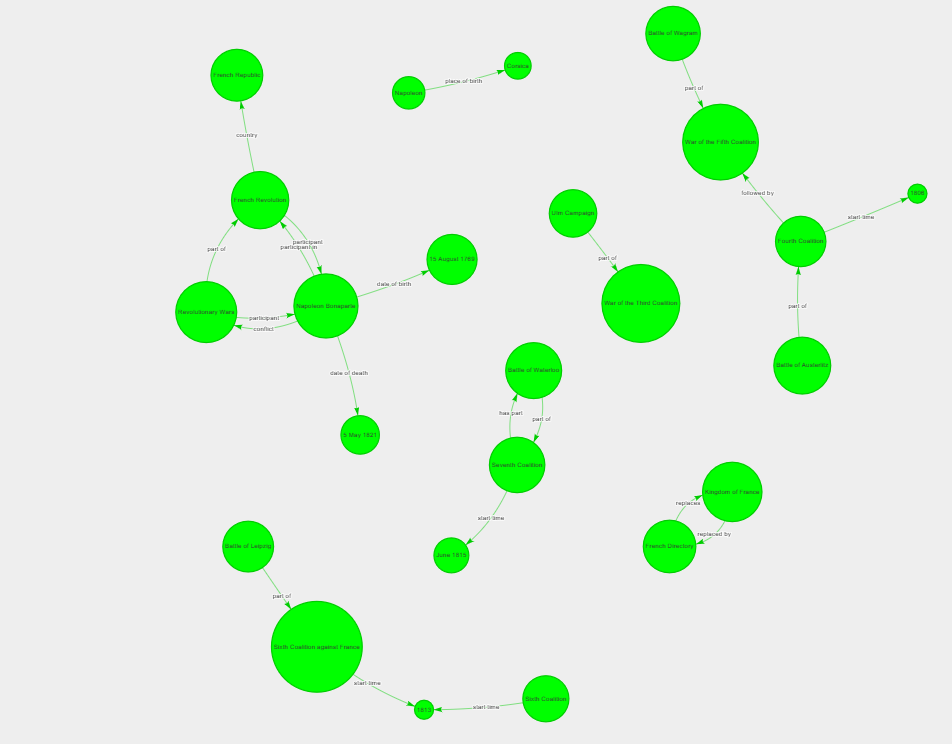 Battle of Wagram
French Republic
Corsica
place of birth
Napoleon
part of
country
War of the Fifth Coalition
followed by
1806
start time
French Revolution
Ulm Campaign
Fourth Coalition
participant
participant in
part of
part of
15 August 1769
date of birth
War of the Third Coalition
Napoleon Bonaparte
Revolutionary Wars
participant
conflict
part of
date of death
Battle of Waterloo
Battle of Austerlitz
has part
part of
5 May 1821
Seventh Coalition
Kingdom of France
replaces
start time
replaced by
Battle of Leipzig
French Directory
June 1815
part of
Sixth Coalition against France
start time
Sixth Coalition
start time
1813